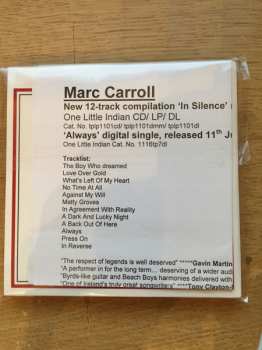 Marc Carroll
New 12-track compilation 'In Silence'
One Little Indian CD/ LP/ DL
Cat. No. tplp1101cd/ tplp1101dmm/ tplp1101dl
'Always' digital single, released 11th Ju
One Little Indian Cat. No. 1116tp7dl
Tracklist:
The Boy Who dreamed
Love Over Gold
What's Left Of My Heart
No Time At All
Against My Will
Matty Groves
In Agreement With Reality
A Dark And Lucky Night
A Back Out Of Here
Always
Press On
In Reverse
"The respect of legends is well deserved" ****Gavin Martin
"A performer in for the long term... deserving of a wider aud
"Byrds-like guitar and Beach Boys harmonies delivered with
"One of Ireland's truly great songwriters" ****Tony Clayton-